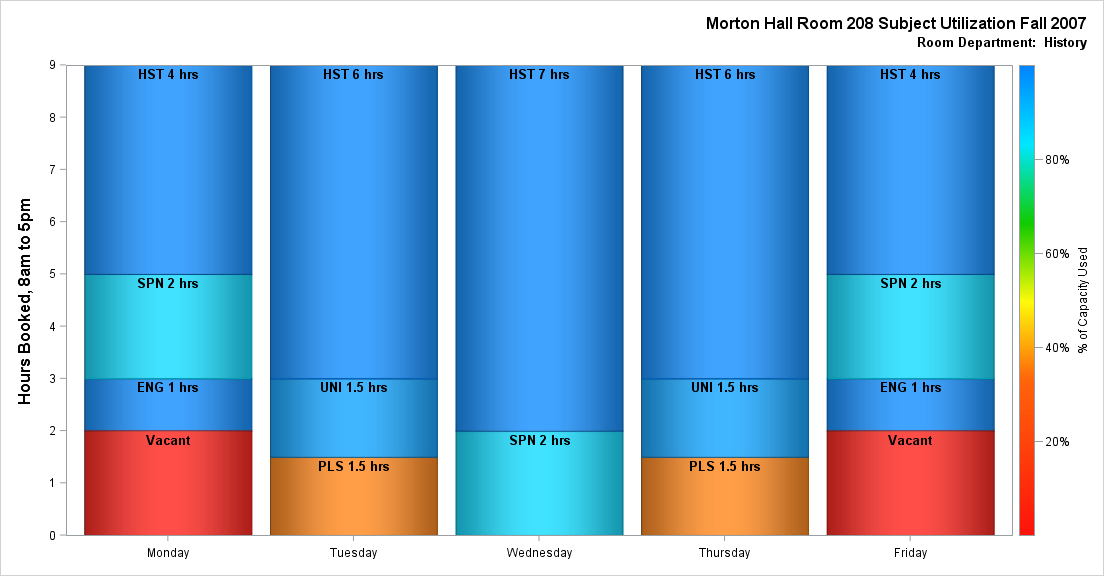 Morton Hall Room 208 Subject Utilization Fall 2007
Room Department: History
Hours Booked, 8am to 5pm
9
8
7
6
5
4
3
2
1
0
HST 4 hrs
SPN 2 hrs
ENG 1 hrs
Vacant
Monday
HST 6 hrs
UNI 1.5 hrs
PLS 1.5 hrs
Tuesday
HST 7 hrs
SPN 2 hrs
Wednesday
HST 6 hrs
UNI 1.5 hrs
PLS 1.5 hrs
Thursday
HST 4 hrs
SPN 2 hrs
ENG 1 hrs
Vacant
Friday
80%
60%
40%
20%
% of Capacity Used